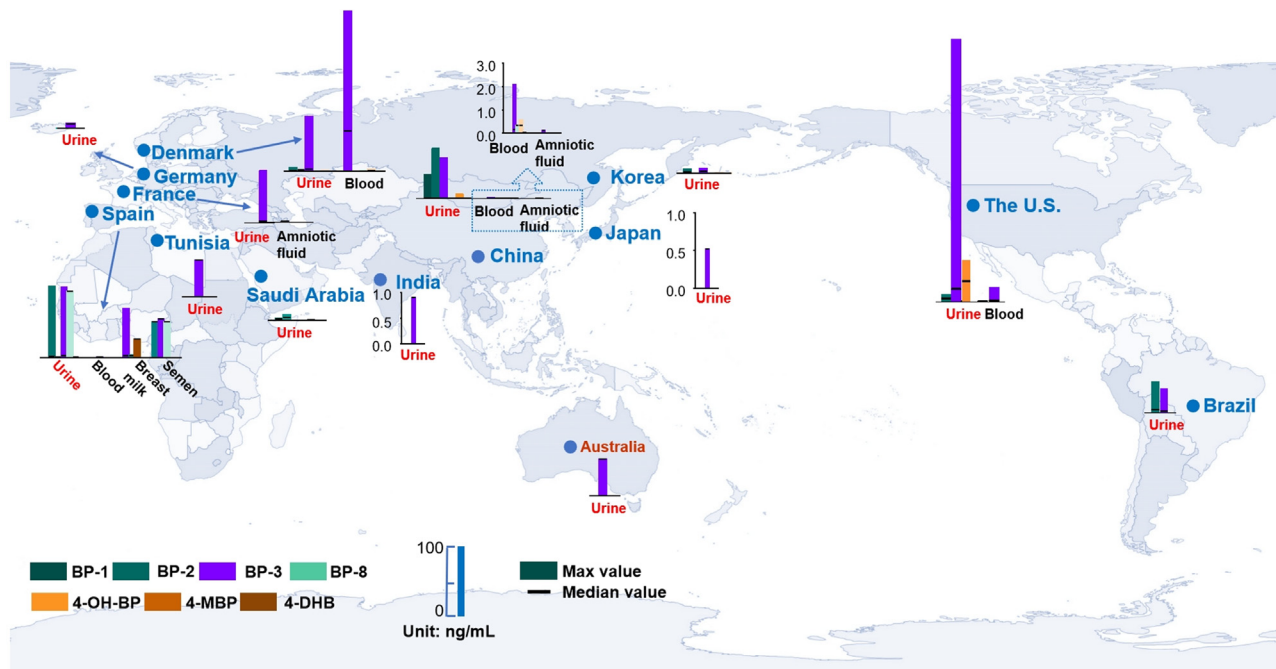 3.0
2.0
1.0
0.0
Blood Amniotic
fluid
Urine
Denmark
Germany
France
Spain
Tunisia
Urine Blood
Urine Amniotic
fluid
Urine Blood Amniotic
fluid
Korea
Urine
Japan
1.0
0.5
0.0
Urine
China
India
1.0
0.5
0.0
Urine
Saudi Arabia
Urine
Urine
Urine
Blood
Breast
milk
Semen
The U.S.
Urine Blood
Brazil
Urine
Australia
Urine
BP-1 BP-2 BP-3 BP-8
4-OH-BP 4-MBP 4-DHB
100
0
Unit: ng/mL
Max value
Median value